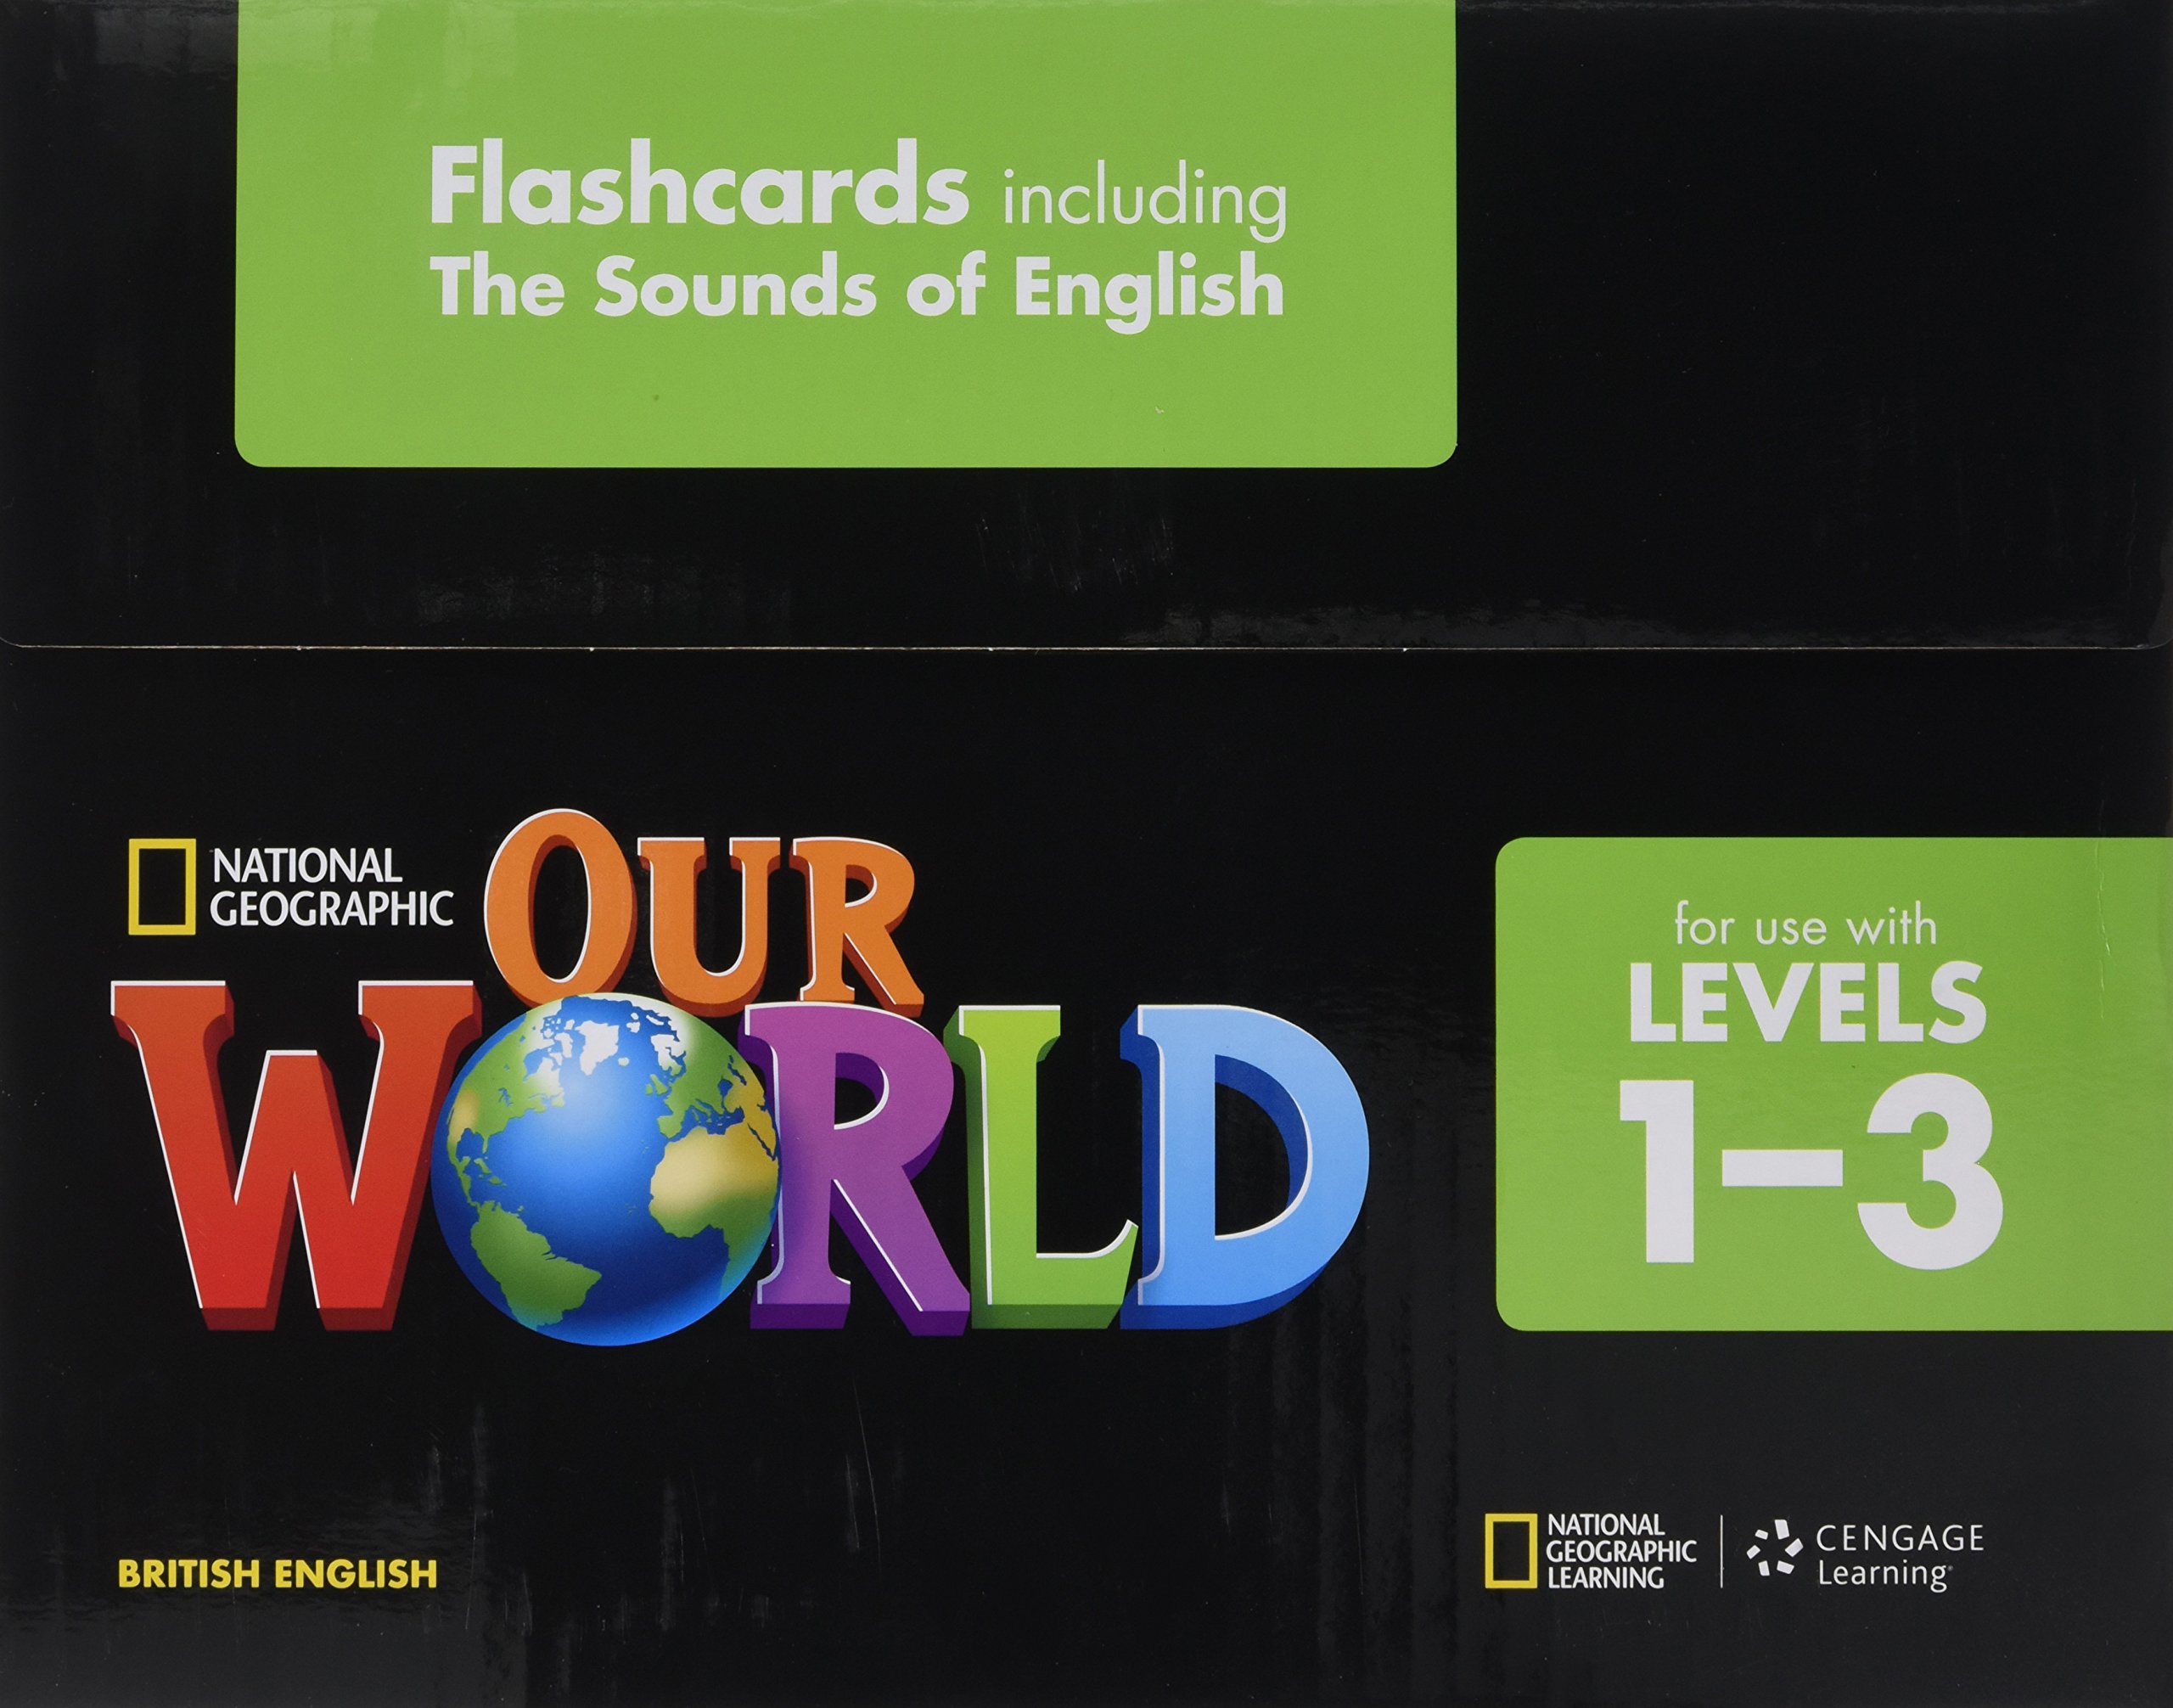 Flashcards including
The Sounds of English
NATIONAL
GEOGRAPHIC
OUR
WORLD
for use with
LEVELS
1–3
BRITISH ENGLISH
NATIONAL
GEOGRAPHIC
LEARNING
CENGAGE
Learning